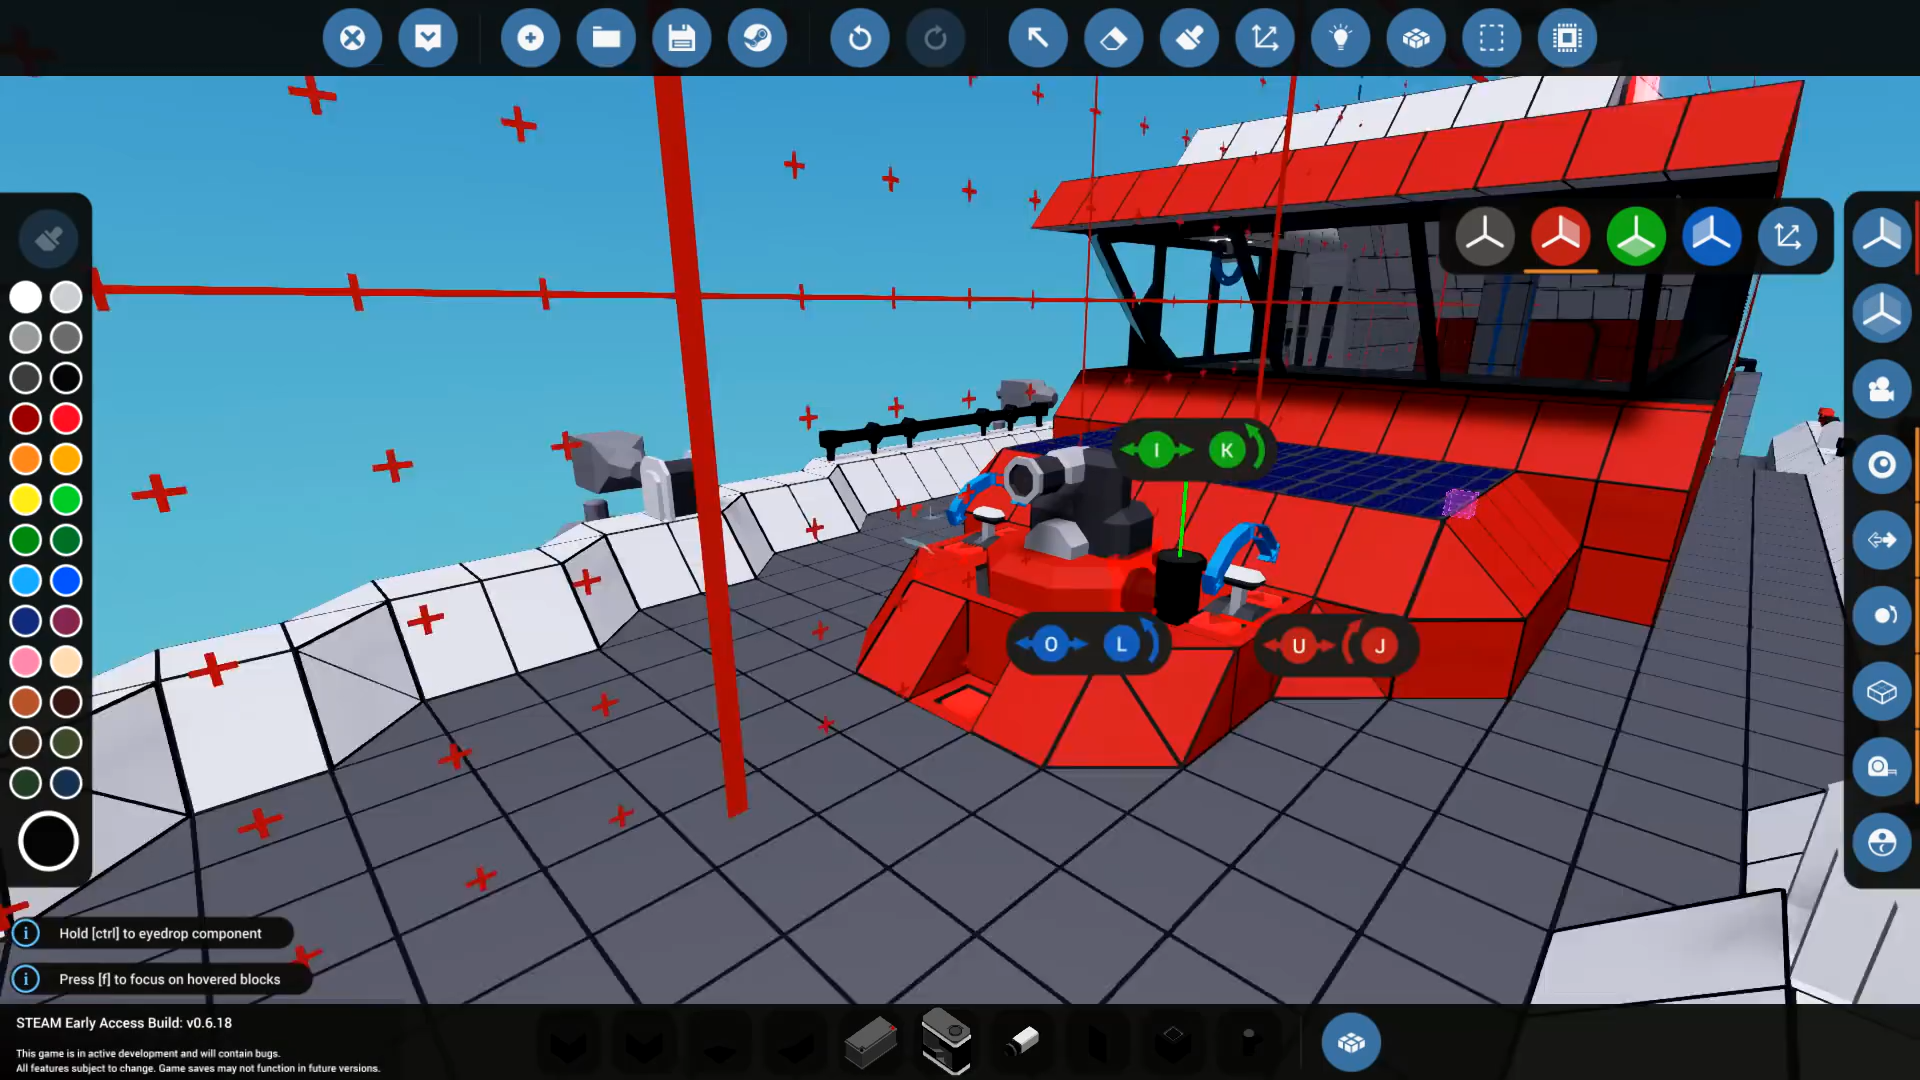 I K
O L
U J
Hold [ctrl] to eyedrop component
Press [f] to focus on hovered blocks
STEAM Early Access Build: v0.6.18
This game is in active development and will contain bugs.
All features subject to change. Game saves may not function in future versions.